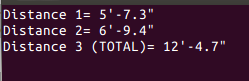 Distance 1= 5'-7.3"
Distance 2= 6'-9.4"
Distance 3 (TOTAL)= 12'-4.7"